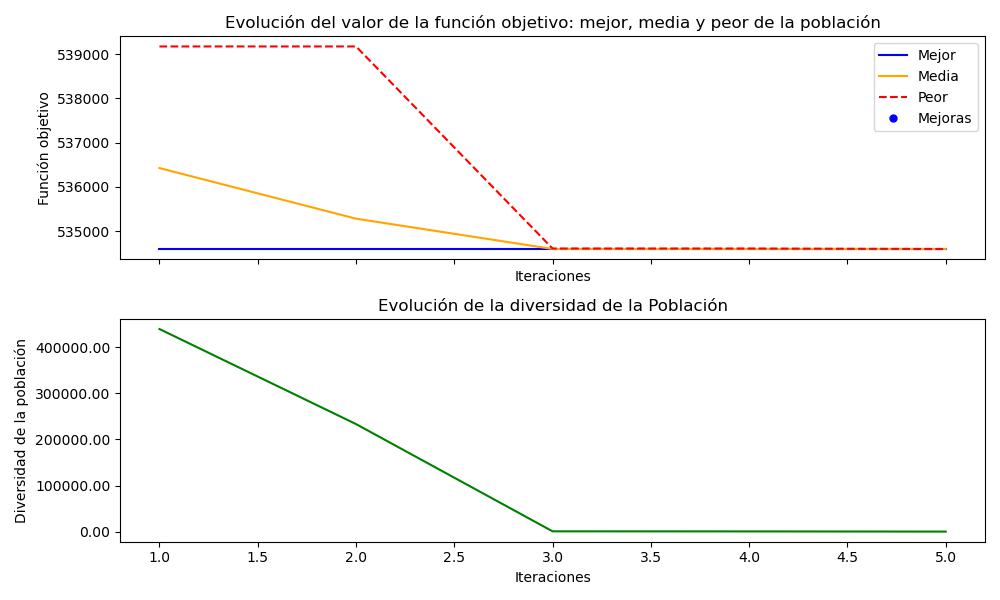 Evolución del valor de la función objetivo: mejor, media y peor de la población
539000
538000
537000
536000
535000
Función objetivo
Mejor
Media
Peor
Mejoras
Iteraciones
Evolución de la diversidad de la Población
400000.00
300000.00
200000.00
100000.00
0.00
Diversidad de la población
1.0 1.5 2.0 2.5 3.0 3.5 4.0 4.5 5.0
Iteraciones